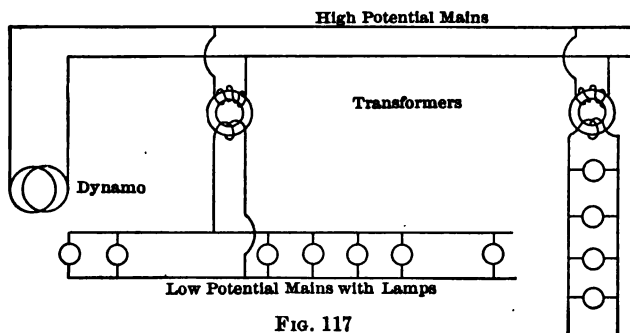 High Potential Mains
Transformers
Dynamo
Low Potential Mains with Lamps
FIG. 117